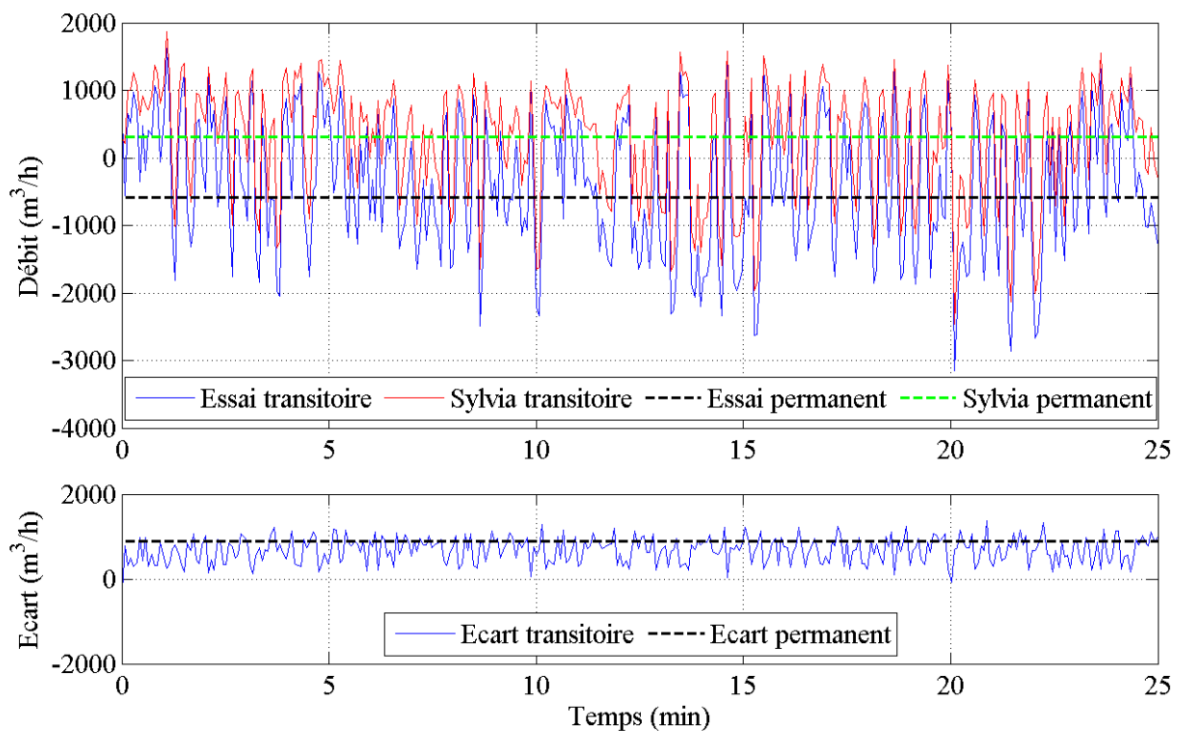 2000
1000
0
-1000
-2000
-3000
-4000
Débit (m³/h)
Essai transitoire Sylvia transitoire Essai permanent Sylvia permanent
0 5 10 15 20 25
2000
0
-2000
Ecart (m³/h)
Ecart transitoire Ecart permanent
0 5 10 15 20 25
Temps (min)